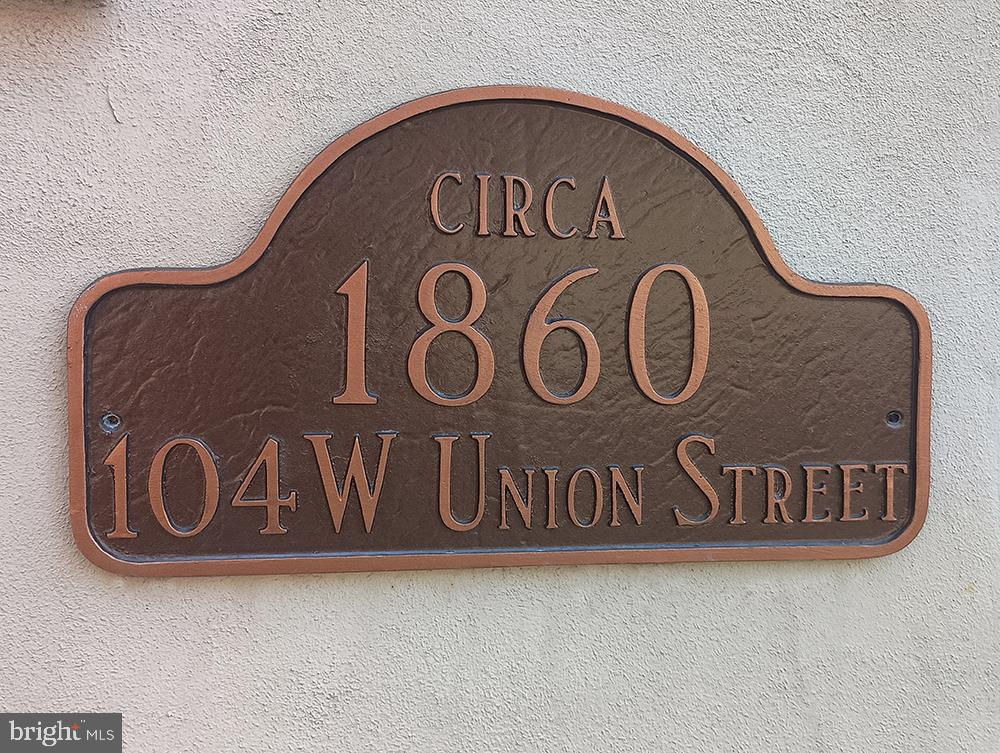 CIRCA
1860
104 W UNION STREET
bright MLS